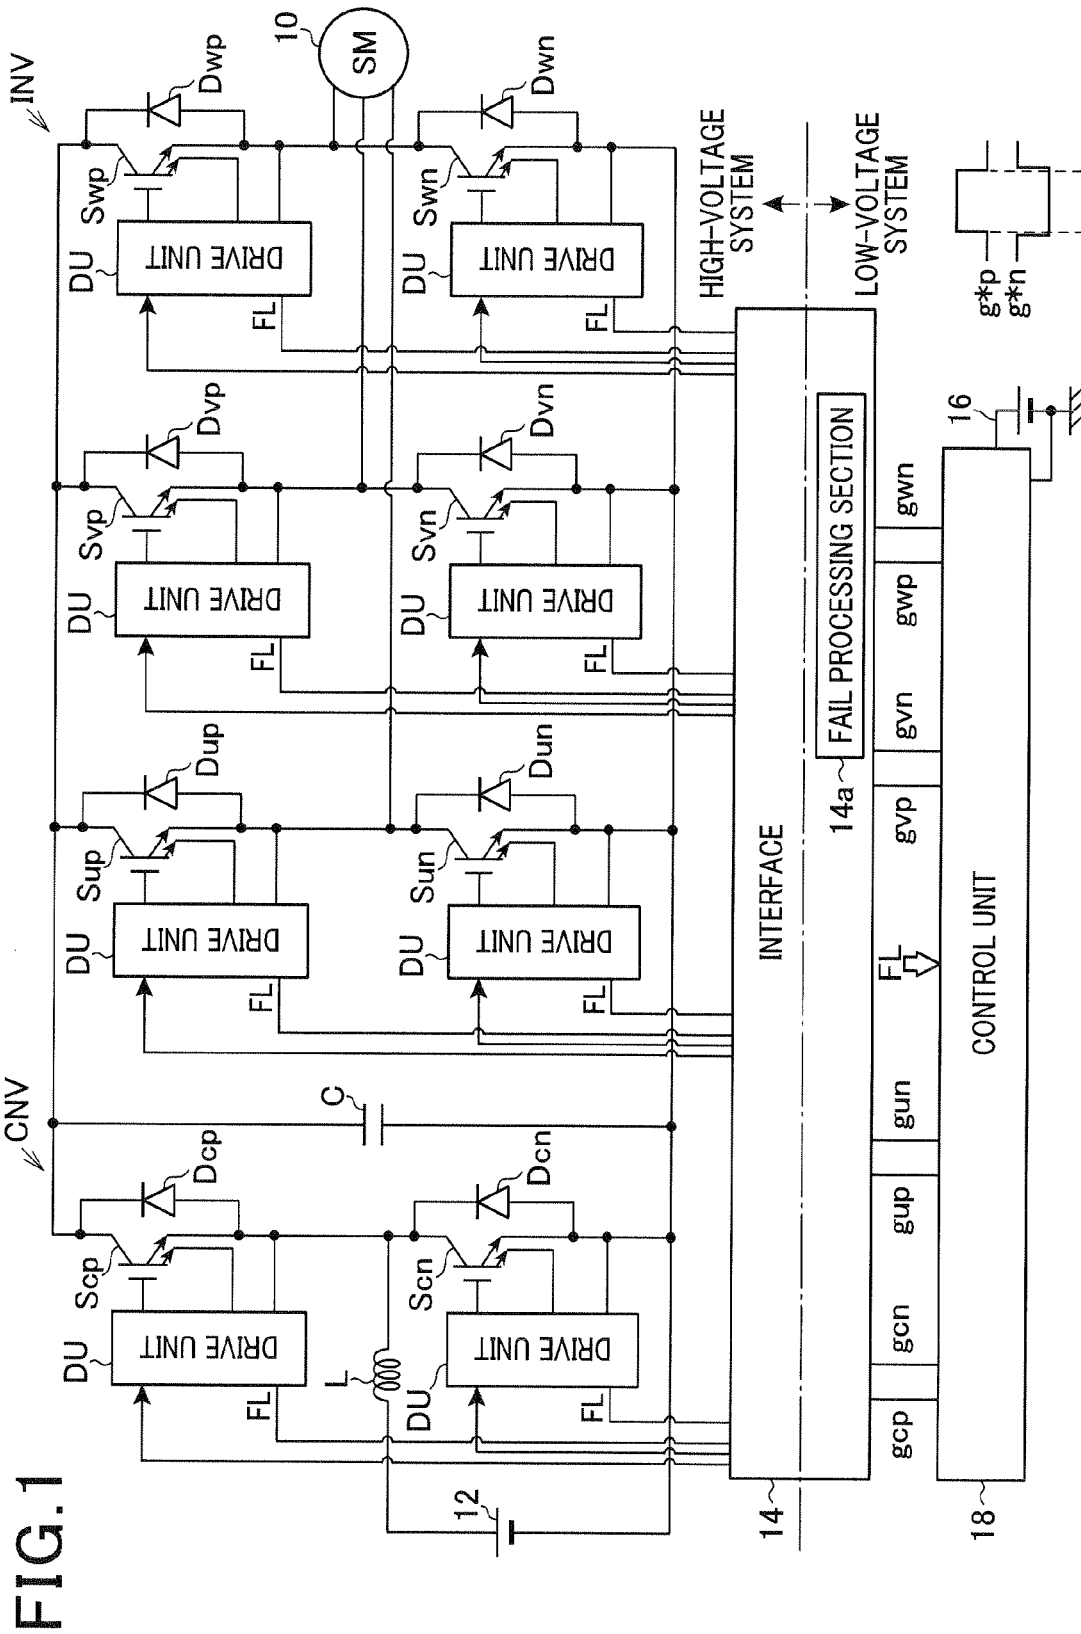 FIG.1
CNV
INV
Scp
Dcp
Sup
Dup
Svp
Dvp
Swp
Dwp
10
SM
DU
DRIVE UNIT
DU
DRIVE UNIT
DU
DRIVE UNIT
DU
DRIVE UNIT
FL
FL
FL
FL
C
L
12
Scn
Dcn
Sun
Dun
Svn
Dvn
Swn
Dwn
DU
DRIVE UNIT
DU
DRIVE UNIT
DU
DRIVE UNIT
DU
DRIVE UNIT
FL
FL
FL
FL
HIGH-VOLTAGE
SYSTEM
LOW-VOLTAGE
SYSTEM
14
INTERFACE
14a
FAIL PROCESSING SECTION
gcp
gcn
gup
gun
FL
gvp
gvn
gwp
gwn
16
18
CONTROL UNIT
g*p
g*n